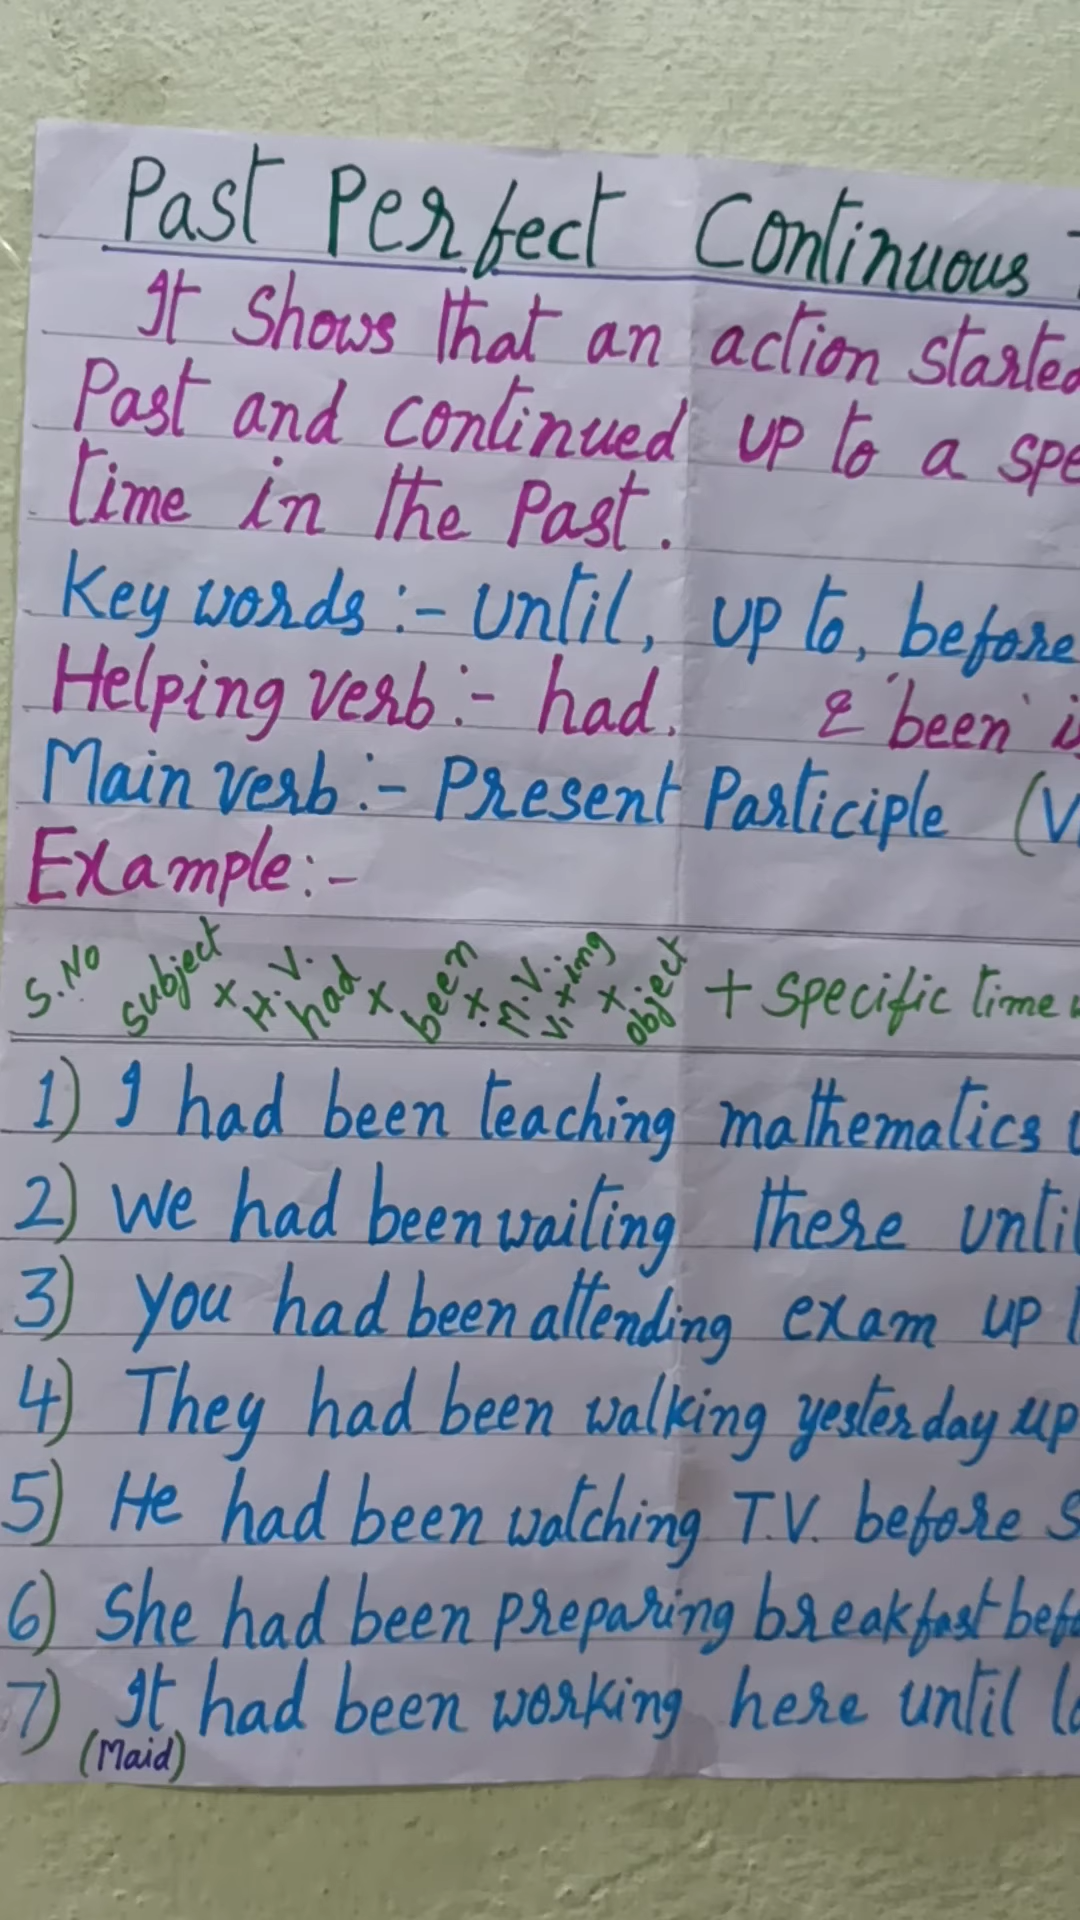 Past Perfect Continuous
It shows that an action started
Past and continued up to a spe
time in the Past.
Key words :- until, up to, before
Helping verb :- had. & 'been' is
Main verb :- Present Participle (V
Example :-
S.No subject x H.V. had x been x M.V. V1+ing x object + specific time
1) I had been teaching mathematics
2) We had been waiting there until
3) You had been attending exam up
4) They had been walking yesterday up
5) He had been watching T.V. before S
6) She had been preparing breakfast befo
7) It had been working here until la
(Maid)